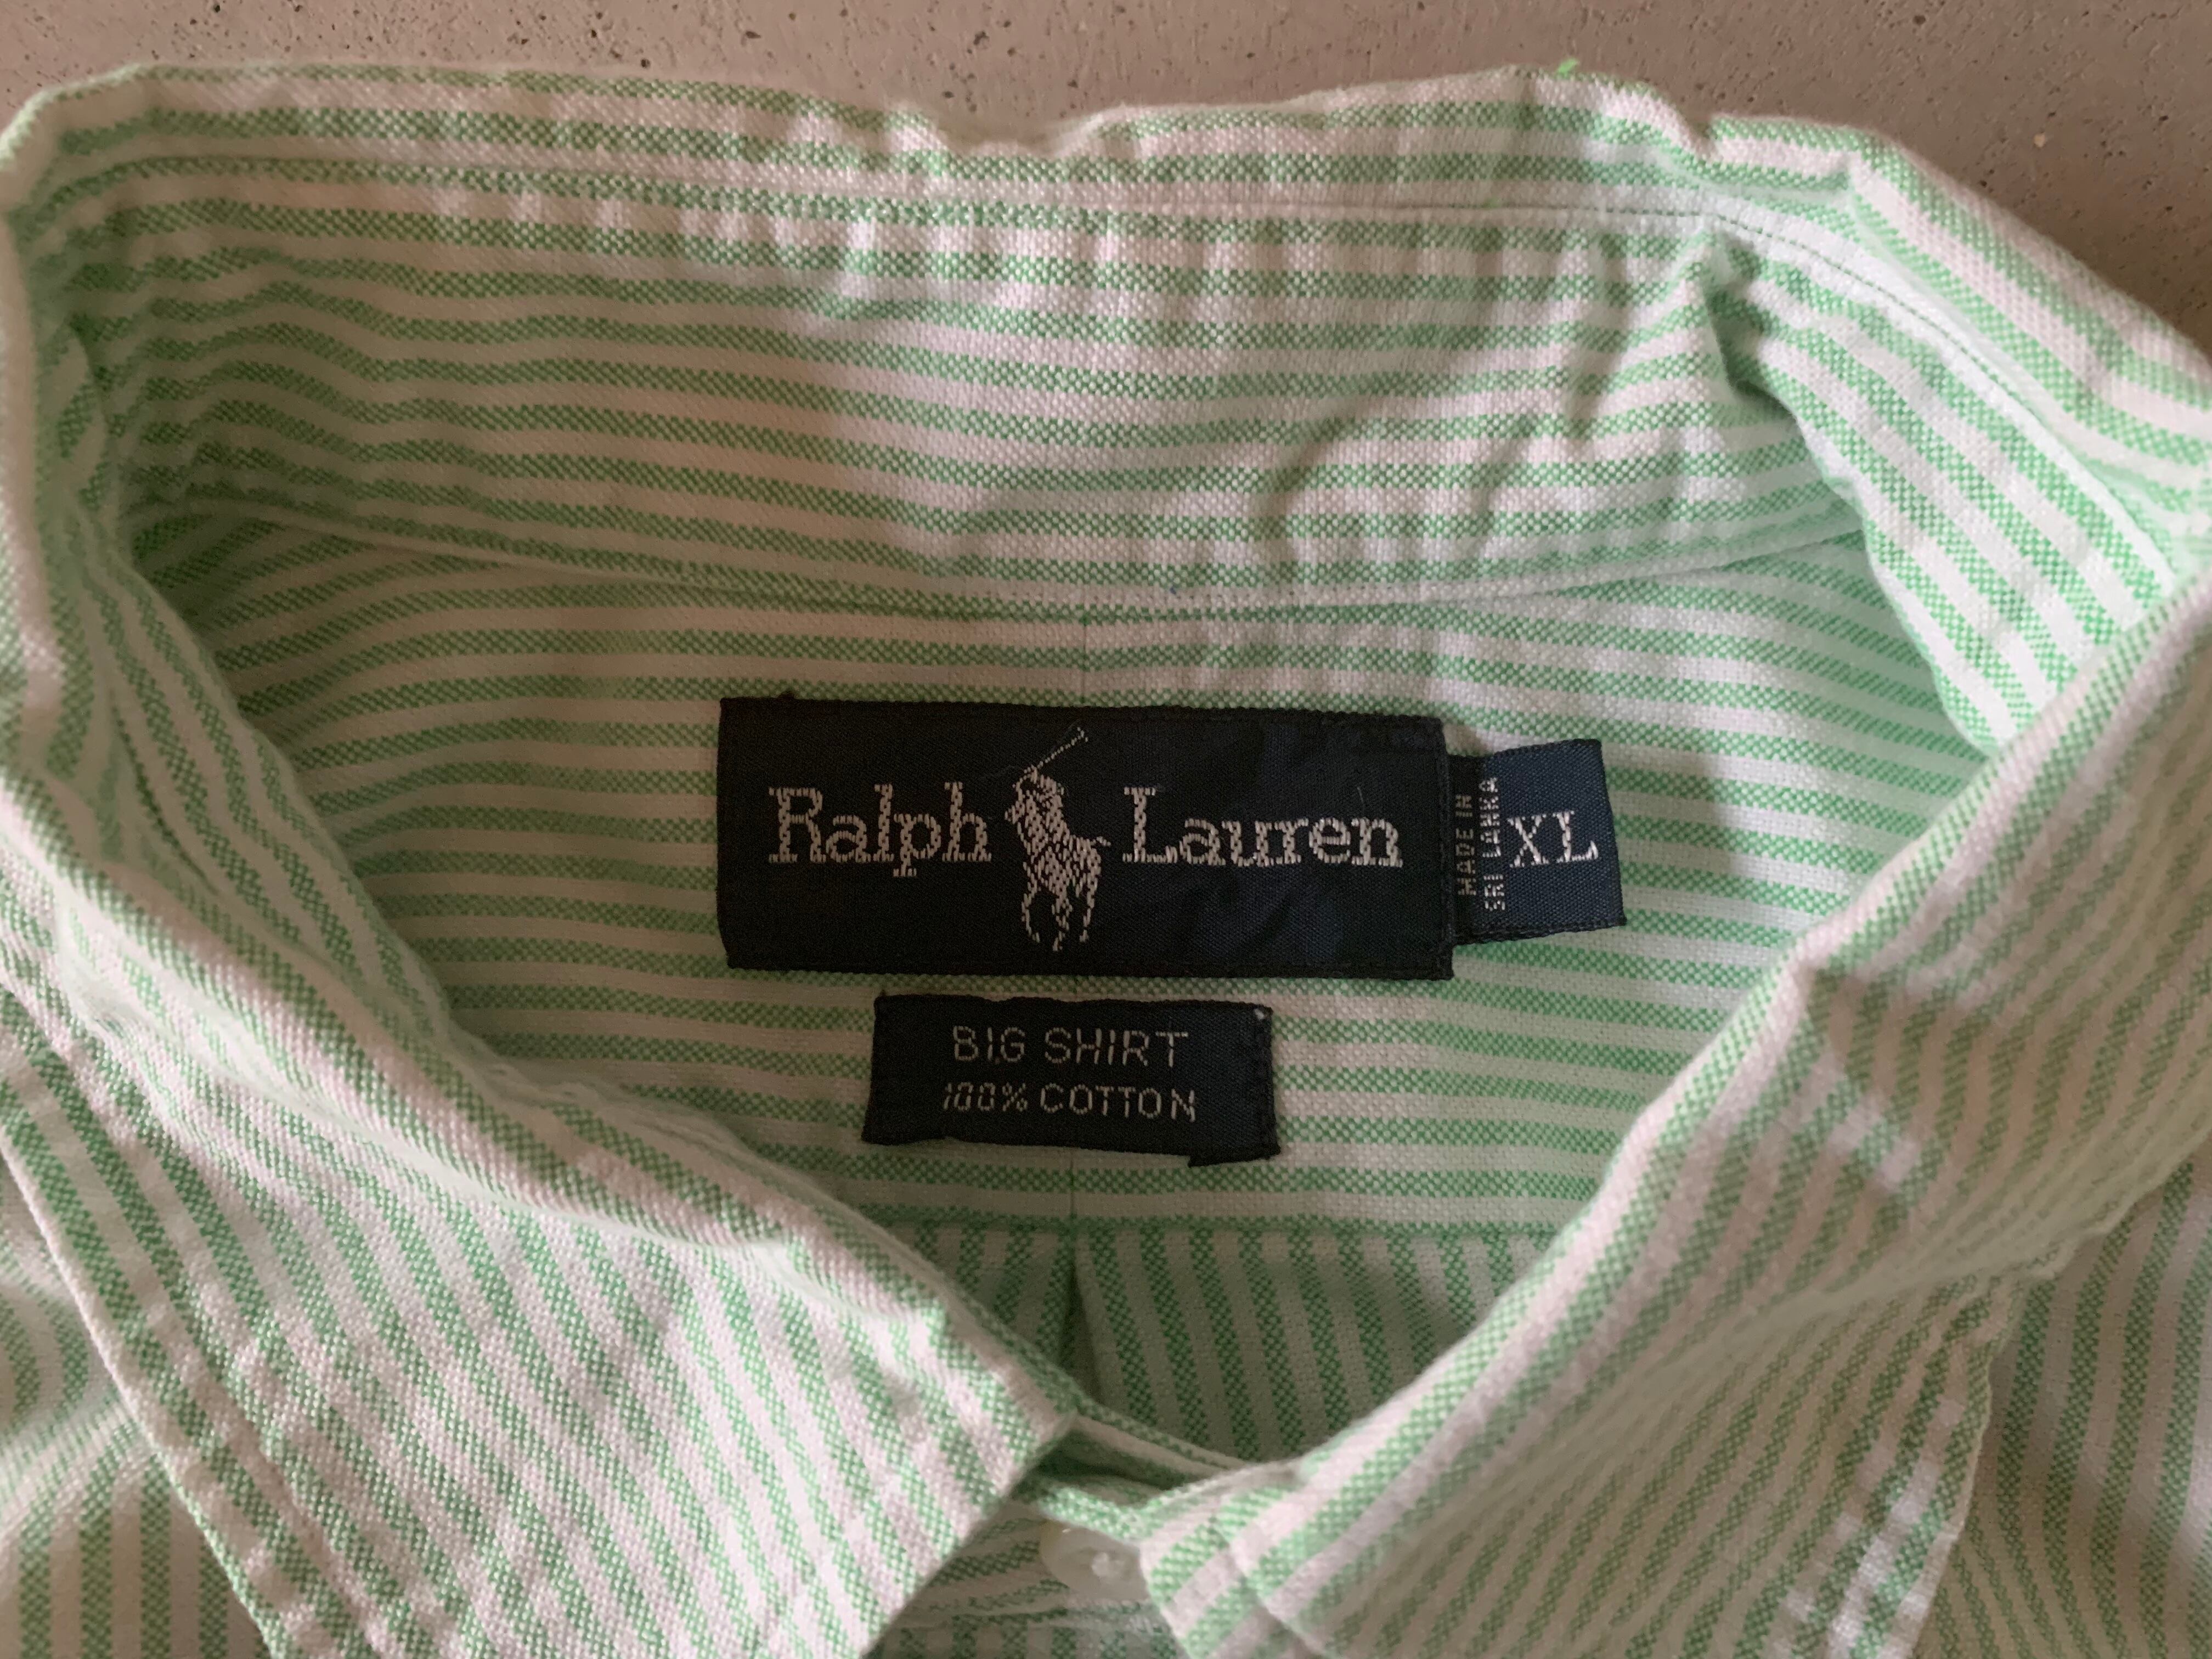 Ralph Lauren
MADE IN
SRI LANKA
XL
BIG SHIRT
100% COTTON